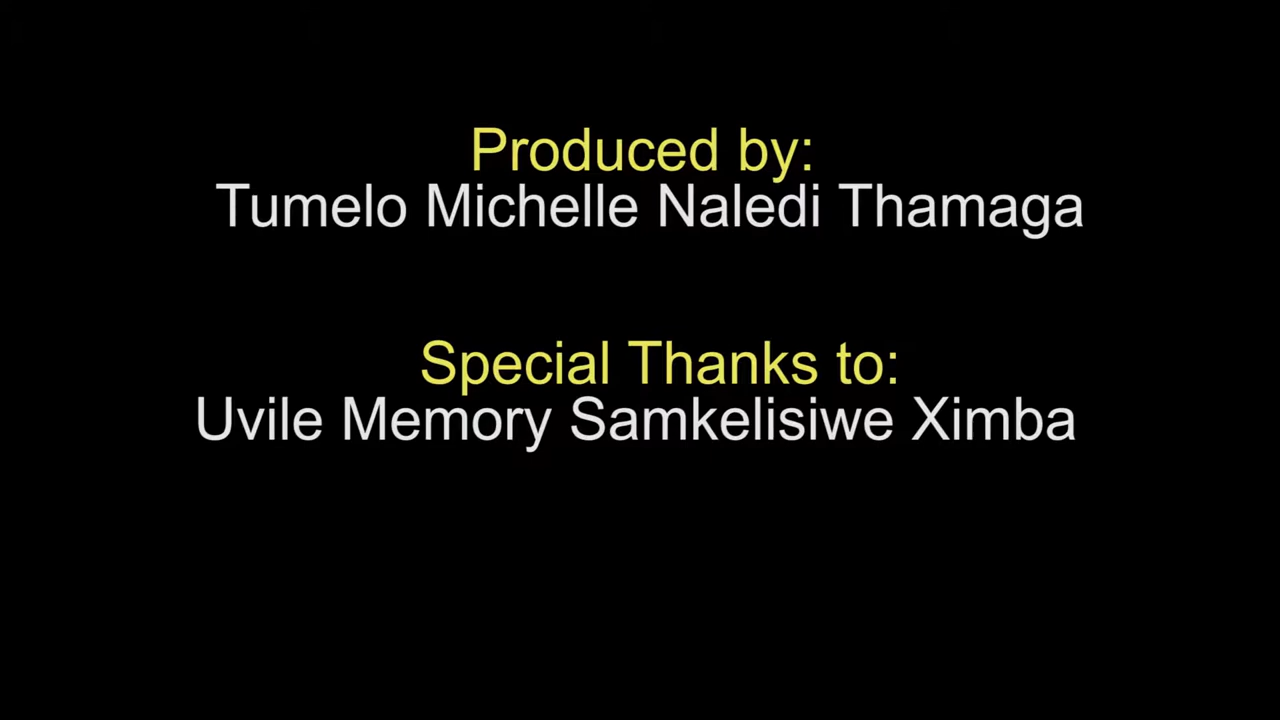 Produced by:
Tumelo Michelle Naledi Thamaga
Special Thanks to:
Uvile Memory Samkelisiwe Ximba